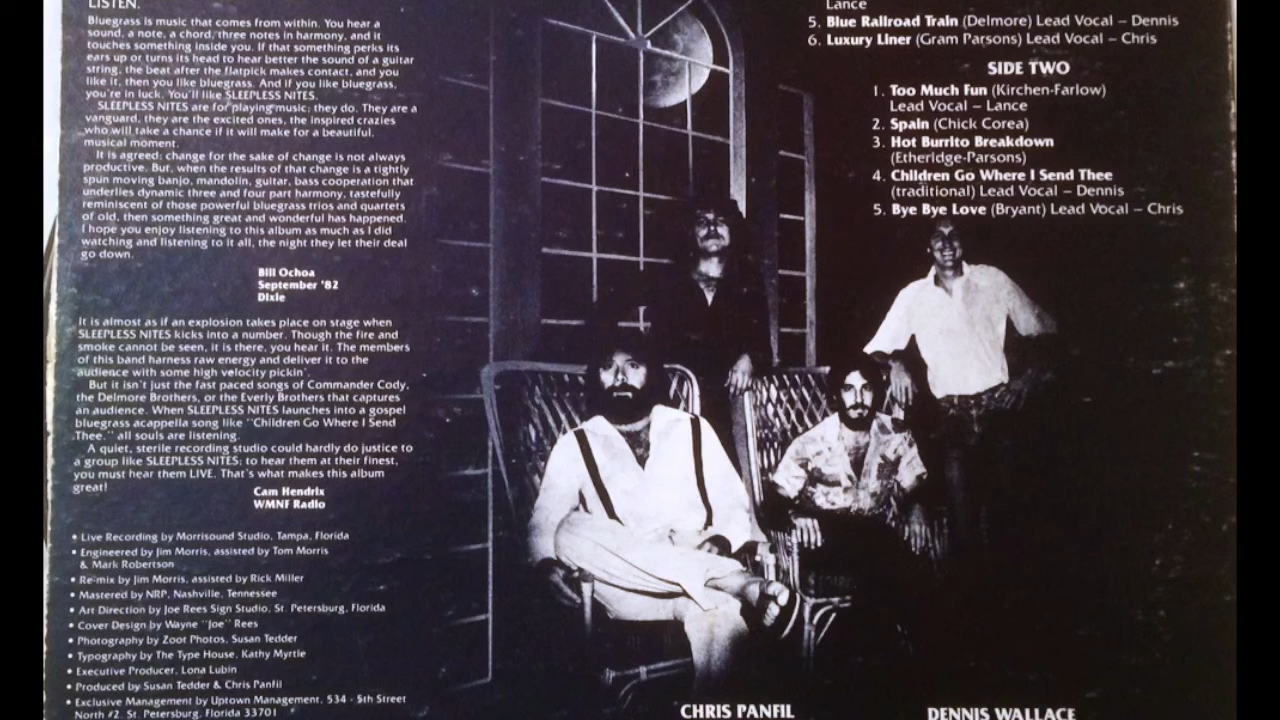 LISTEN.
Bluegrass is music that comes from within. You hear a
sound, a note, a chord, three notes in harmony, and it
touches something inside you. If that something perks its
ears up or turns its head to hear better the sound of a guitar
string, the beat after the flatpick makes contact, and you
like it, then you like bluegrass. And if you like bluegrass,
you're in luck. You'll like SLEEPLESS NITES.
SLEEPLESS NITES are for playing music; they do. They are a
vanguard, they are the excited ones, the inspired crazies
who will take a chance if it will make for a beautiful,
musical moment.
It is agreed; change for the sake of change is not always
productive. But, when the results of that change is a tightly
spun moving banjo, mandolin, guitar, bass cooperation that
underlies dynamic three and four part harmony, tastefully
reminiscent of those powerful bluegrass trios and quartets
of old, then something great and wonderful has happened.
I hope you enjoy listening to this album as much as I did
watching and listening to it all, the night they let their deal
go down.
Bill Ochoa
September '82
Dixie
It is almost as if an explosion takes place on stage when
SLEEPLESS NITES kicks into a number. Though the fire and
smoke cannot be seen, it is there, you hear it. The members
of this band harness raw energy and deliver it to the
audience with some high velocity pickin'.
But it isn't just the fast paced songs of Commander Cody,
the Delmore Brothers, or the Everly Brothers that captures
an audience. When SLEEPLESS NITES launches into a gospel
bluegrass acappella song like "Children Go Where I Send
Thee," all souls are listening.
A quiet, sterile recording studio could hardly do justice to
a group like SLEEPLESS NITES; to hear them at their finest,
you must hear them LIVE. That's what makes this album
great!
Cam Hendrix
WMNF Radio
• Live Recording by Morrisound Studio, Tampa, Florida
• Engineered by Jim Morris, assisted by Tom Morris
& Mark Robertson
• Re-mix by Jim Morris, assisted by Rick Miller
• Mastered by NRP, Nashville, Tennessee
• Art Direction by Joe Rees Sign Studio, St. Petersburg, Florida
• Cover Design by Wayne "Joe" Rees
• Photography by Zoot Photos, Susan Tedder
• Typography by The Type House, Kathy Myrtle
• Executive Producer, Lona Lubin
• Produced by Susan Tedder & Chris Panfil
• Exclusive Management by Uptown Management, 534 - 5th Street
North #2, St. Petersburg, Florida 33701
Lance
5. Blue Railroad Train (Delmore) Lead Vocal – Dennis
6. Luxury Liner (Gram Parsons) Lead Vocal – Chris
SIDE TWO
1. Too Much Fun (Kirchen-Farlow)
Lead Vocal – Lance
2. Spain (Chick Corea)
3. Hot Burrito Breakdown
(Etheridge-Parsons)
4. Children Go Where I Send Thee
(traditional) Lead Vocal – Dennis
5. Bye Bye Love (Bryant) Lead Vocal – Chris
CHRIS PANFIL
DENNIS WALLACE